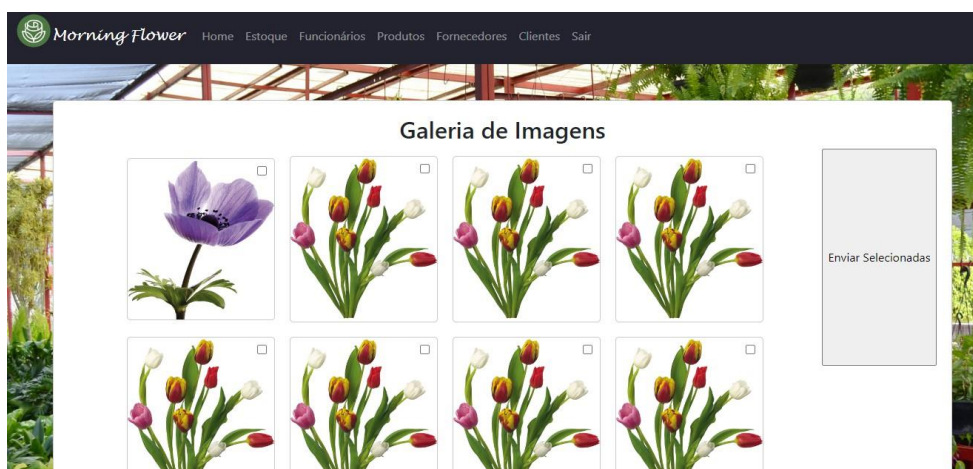 Morning Flower Home Estoque Funcionários Produtos Fornecedores Clientes Sair
Galeria de Imagens
Enviar Selecionadas